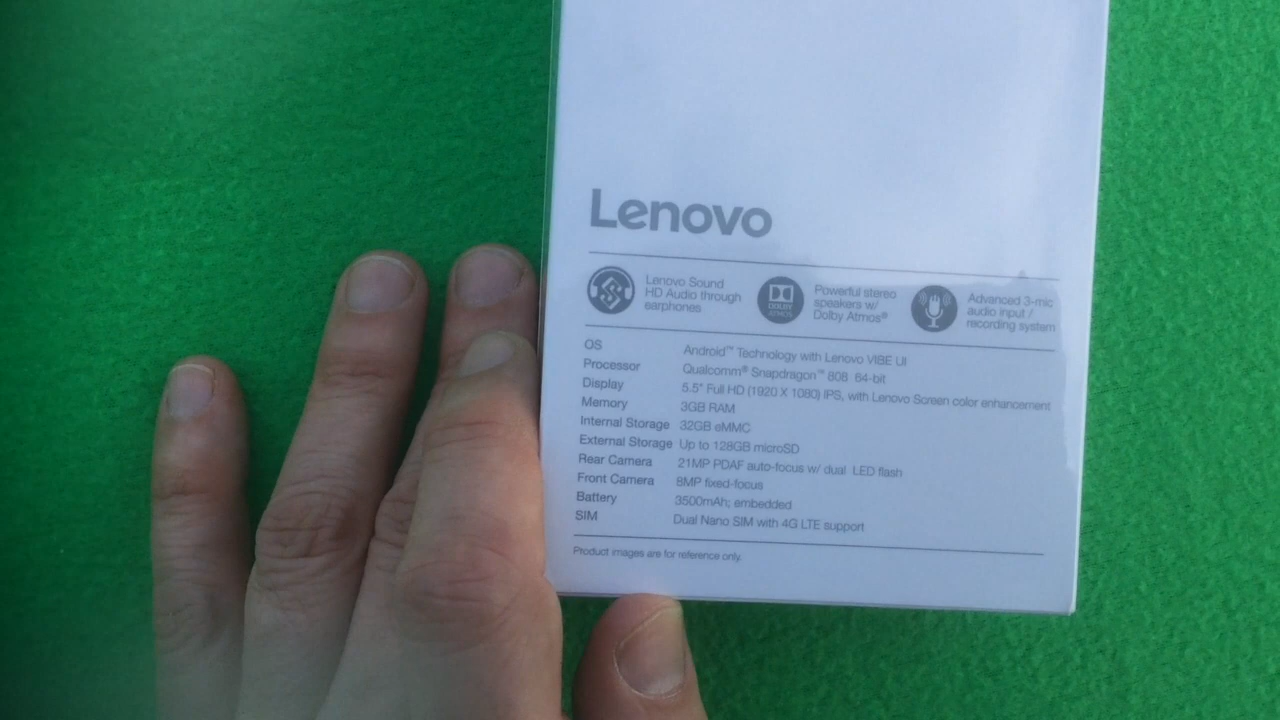 Lenovo
Lenovo Sound
HD Audio through
earphones
DOLBY
ATMOS
Powerful stereo
speakers w/
Dolby Atmos®
Advanced 3-mic
audio input /
recording system
OS Android™ Technology with Lenovo VIBE UI
Processor Qualcomm® Snapdragon™ 808 64-bit
Display 5.5" Full HD (1920 X 1080) IPS, with Lenovo Screen color enhancement
Memory 3GB RAM
Internal Storage 32GB eMMC
External Storage Up to 128GB microSD
Rear Camera 21MP PDAF auto-focus w/ dual LED flash
Front Camera 8MP fixed-focus
Battery 3500mAh; embedded
SIM Dual Nano SIM with 4G LTE support
Product images are for reference only.